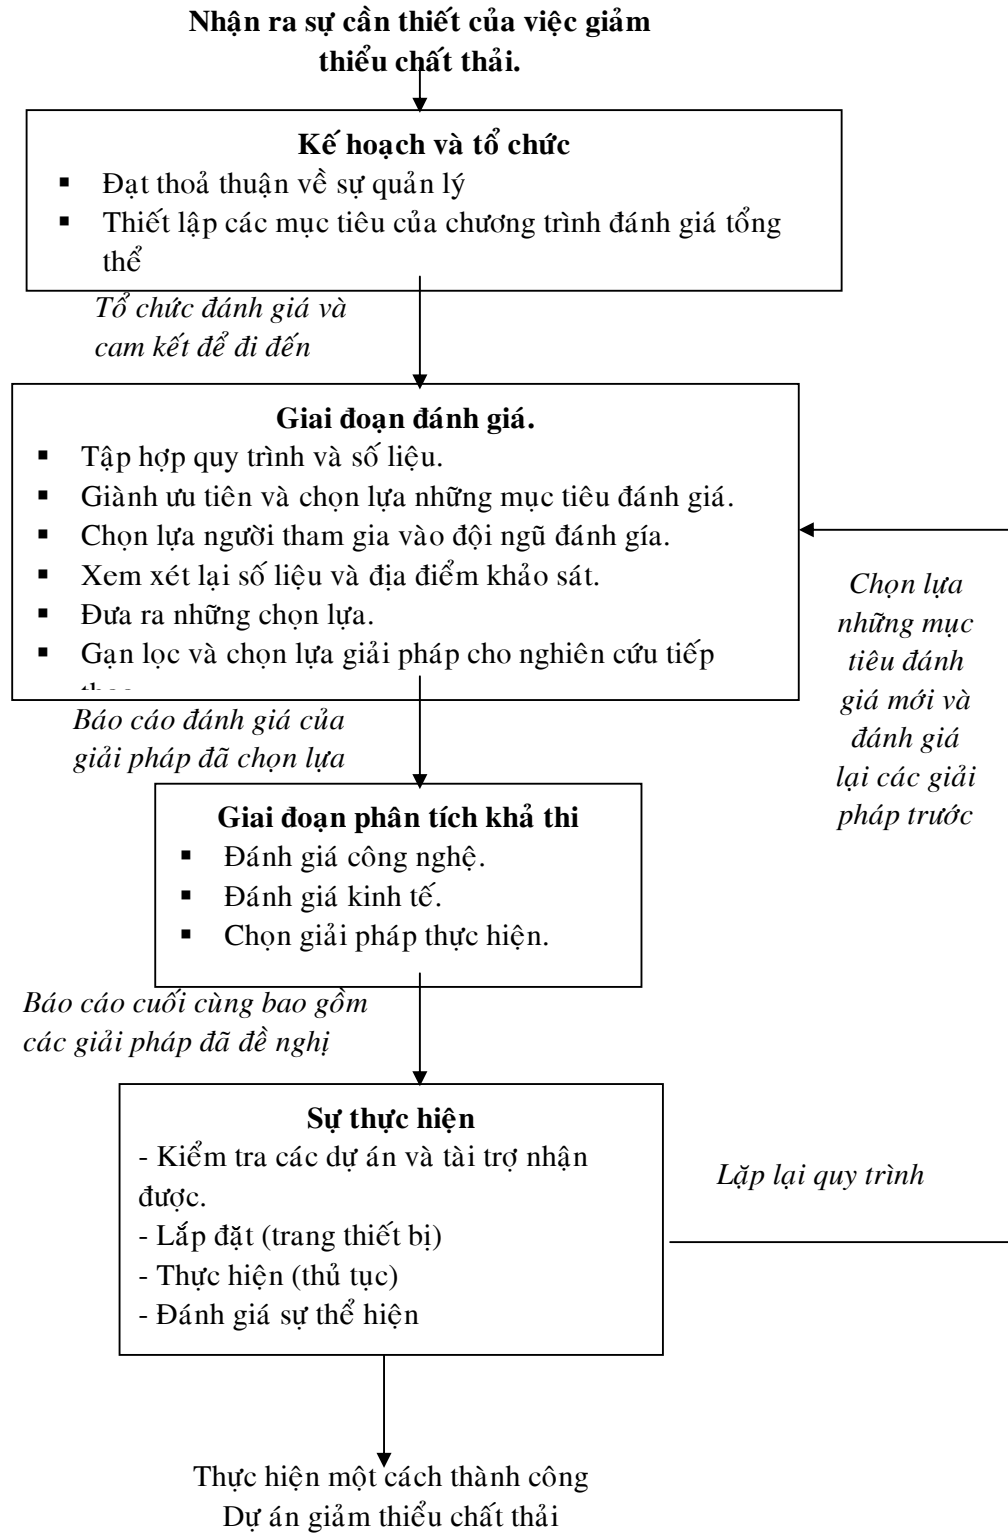 Nhận ra sự cần thiết của việc giảm
thiểu chất thải.
Kế hoạch và tổ chức
▪ Đạt thoả thuận về sự quản lý
▪ Thiết lập các mục tiêu của chương trình đánh giá tổng
thể
Tổ chức đánh giá và
cam kết để đi đến
Giai đoạn đánh giá.
▪ Tập hợp quy trình và số liệu.
▪ Giành ưu tiên và chọn lựa những mục tiêu đánh giá.
▪ Chọn lựa người tham gia vào đội ngũ đánh gía.
▪ Xem xét lại số liệu và địa điểm khảo sát.
▪ Đưa ra những chọn lựa.
▪ Gạn lọc và chọn lựa giải pháp cho nghiên cứu tiếp
Chọn lựa
những mục
tiêu đánh
giá mới và
đánh giá
lại các giải
pháp trước
Báo cáo đánh giá của
giải pháp đã chọn lựa
Giai đoạn phân tích khả thi
▪ Đánh giá công nghệ.
▪ Đánh giá kinh tế.
▪ Chọn giải pháp thực hiện.
Báo cáo cuối cùng bao gồm
các giải pháp đã đề nghị
Sự thực hiện
- Kiểm tra các dự án và tài trợ nhận
được.
- Lắp đặt (trang thiết bị)
- Thực hiện (thủ tục)
- Đánh giá sự thể hiện
Lặp lại quy trình
Thực hiện một cách thành công
Dự án giảm thiểu chất thải